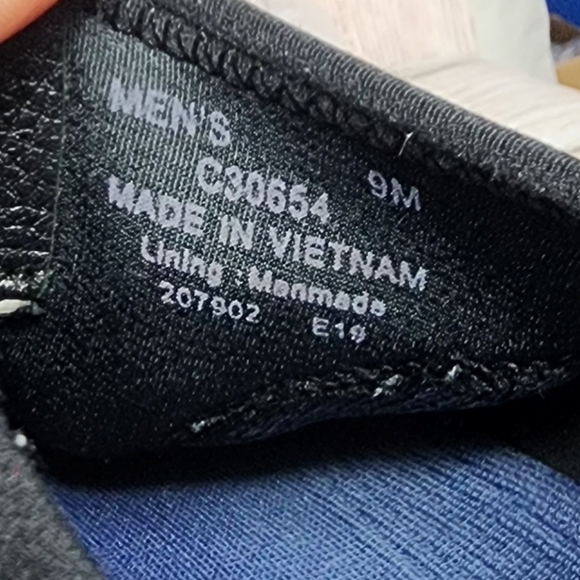 MEN'S
C30654 9M
MADE IN VIETNAM
Lining Manmade
207902 E19